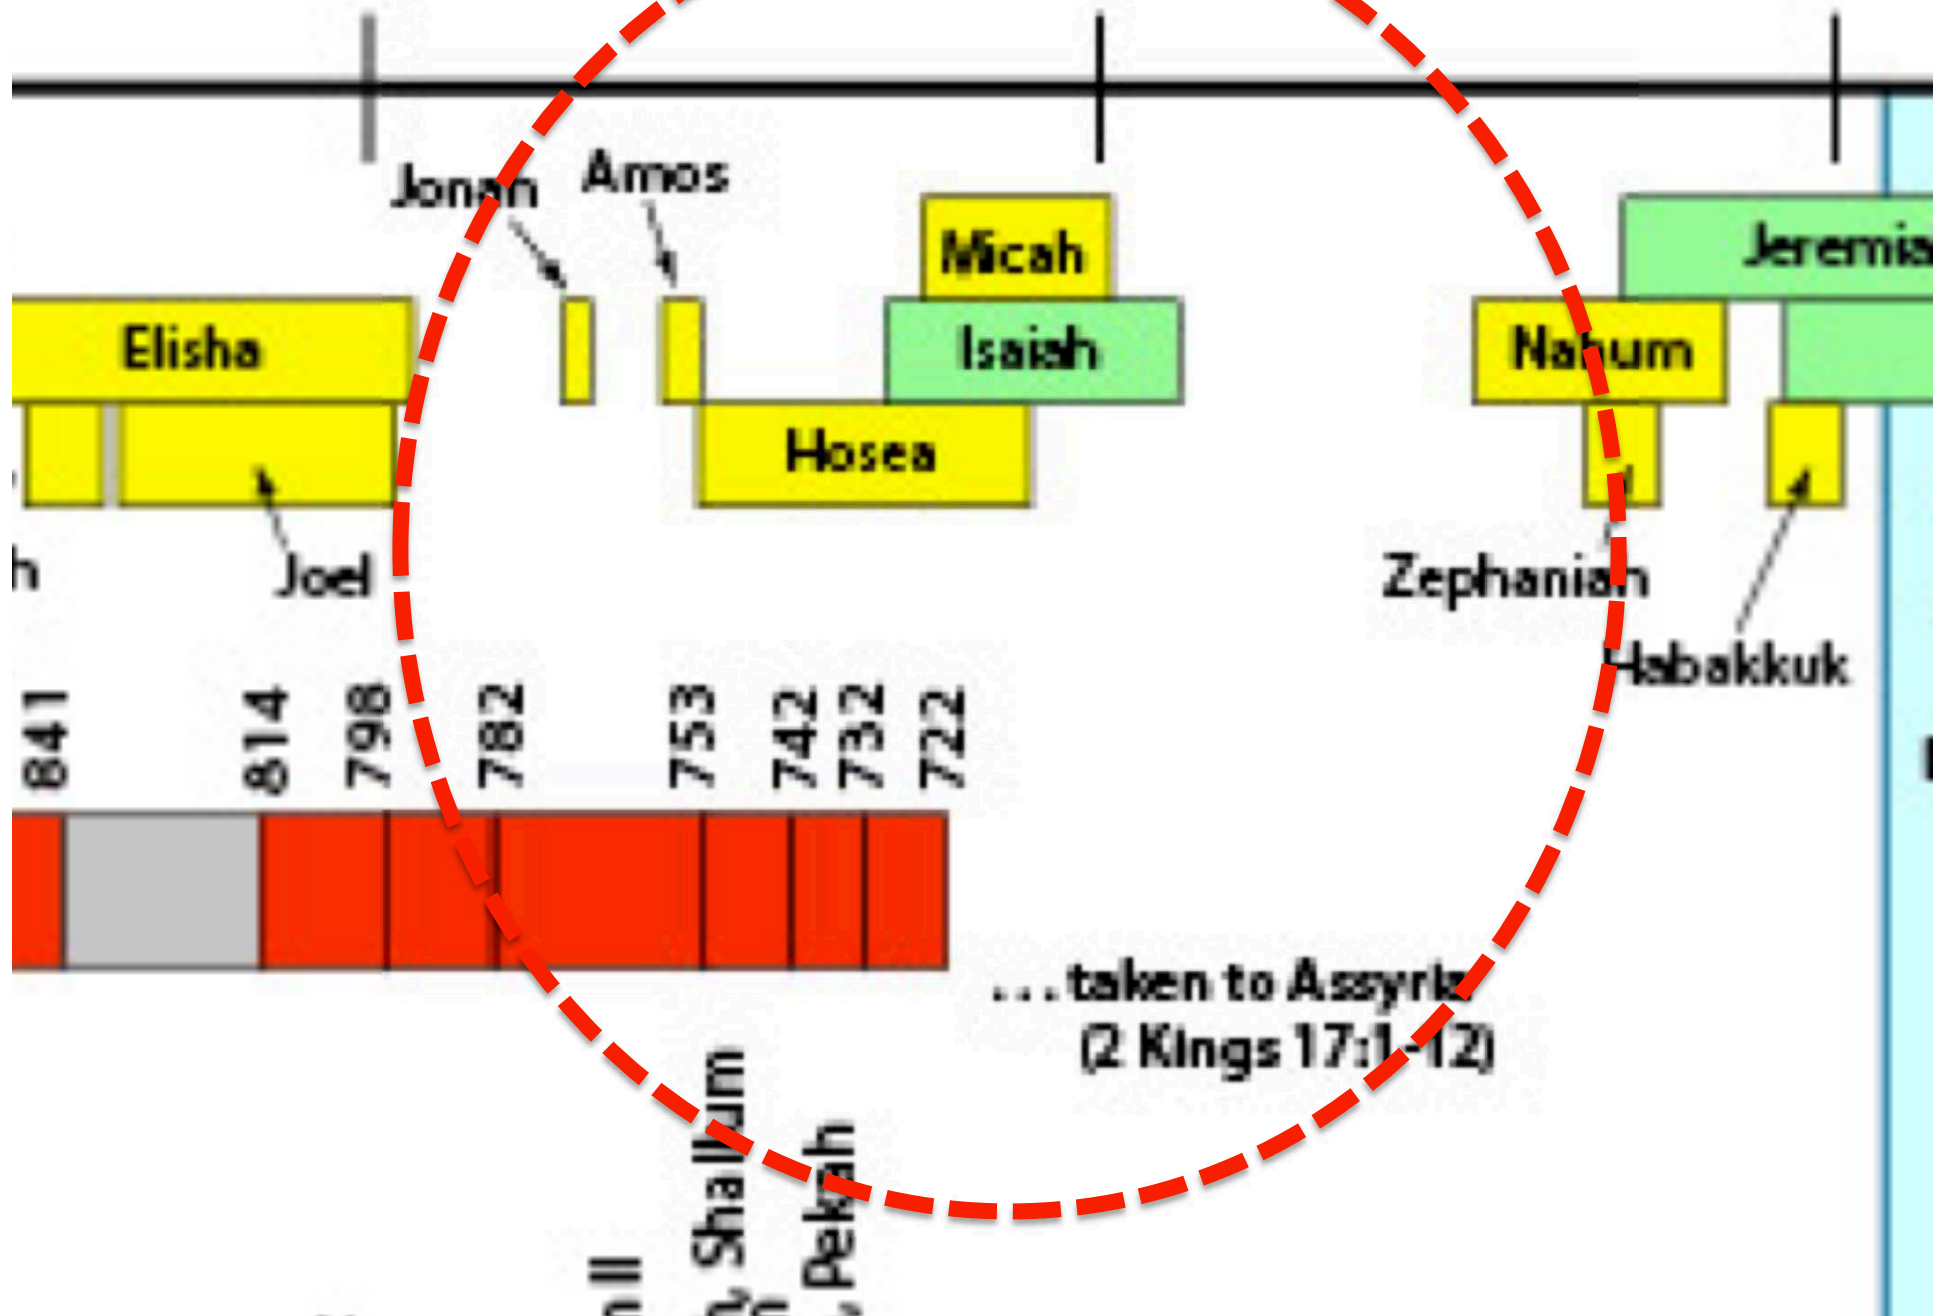 Jonah
Amos
Micah
Jeremia
Elisha
Isaiah
Nahum
Hosea
Joel
Zephaniah
Habakkuk
841
814
798
782
753
742
732
722
...taken to Assyria
(2 Kings 17:1-12)
Shallum
Pekah
II